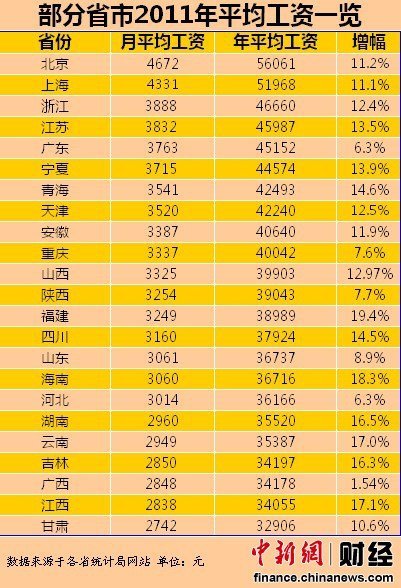 部分省市2011年平均工资一览
省份 月平均工资 年平均工资 增幅
北京 4672 56061 11.2%
上海 4331 51968 11.1%
浙江 3888 46660 12.4%
江苏 3832 45987 13.5%
广东 3763 45152 6.3%
宁夏 3715 44574 13.9%
青海 3541 42493 14.6%
天津 3520 42240 12.5%
安徽 3387 40640 11.9%
重庆 3337 40042 7.6%
山西 3325 39903 12.97%
陕西 3254 39043 7.7%
福建 3249 38989 19.4%
四川 3160 37924 14.5%
山东 3061 36737 8.9%
海南 3060 36716 18.3%
河北 3014 36166 6.3%
湖南 2960 35520 16.5%
云南 2949 35387 17.0%
吉林 2850 34197 16.3%
广西 2848 34178 1.54%
江西 2838 34055 17.1%
甘肃 2742 32906 10.6%
数据来源于各省统计局网站 单位：元
中新網 财经
finance.chinanews.com